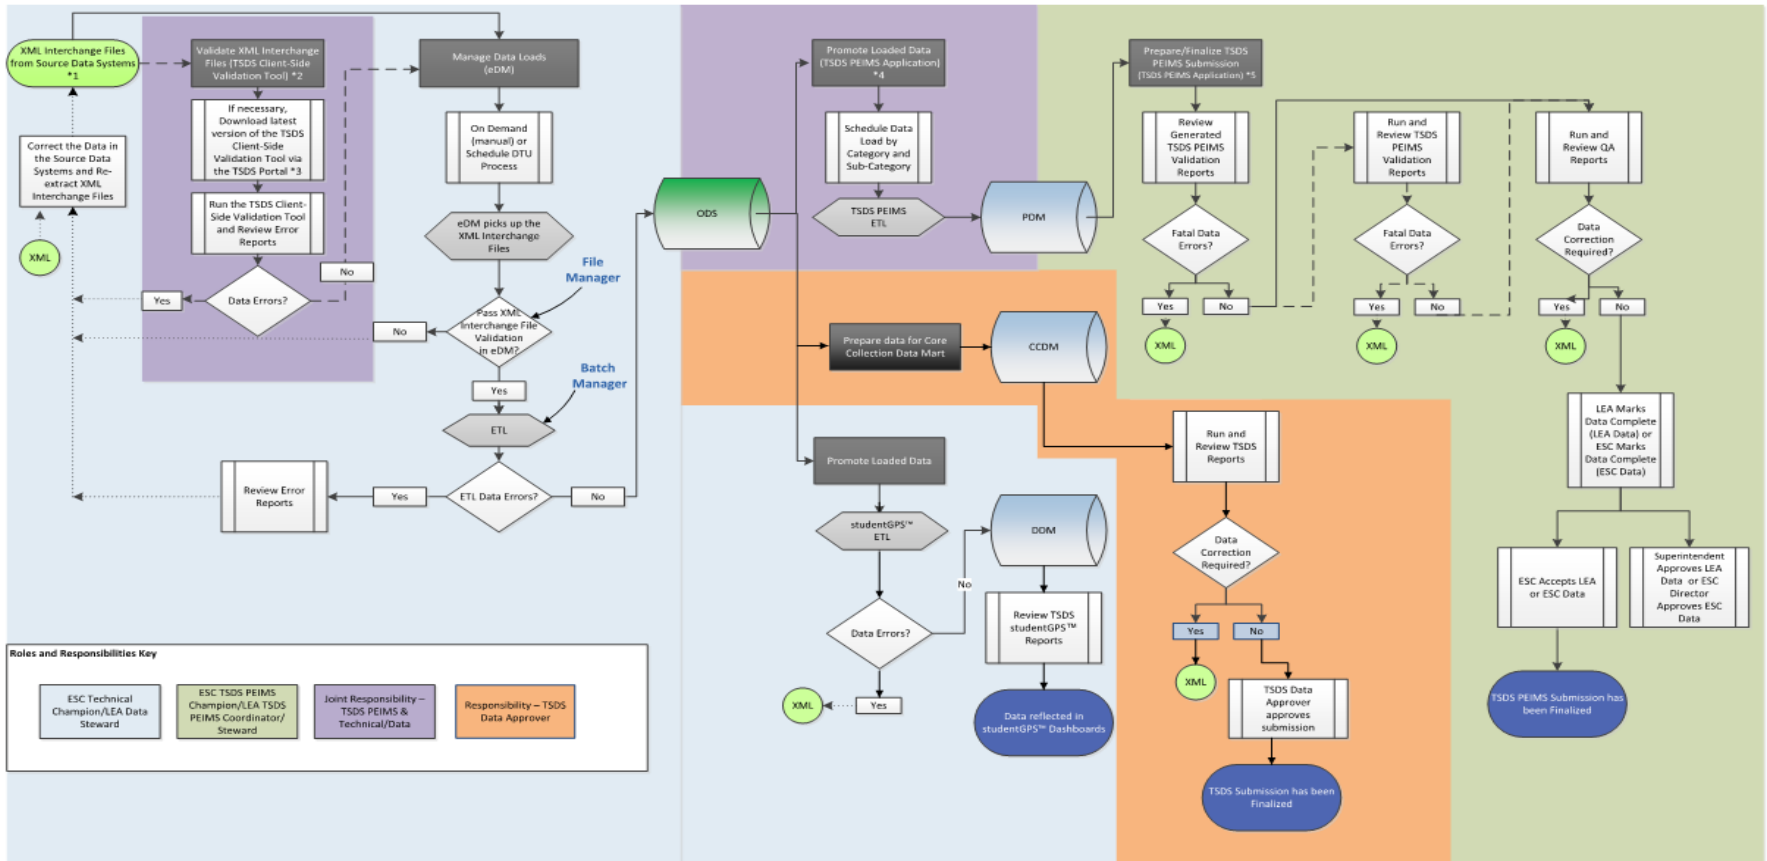 XML Interchange Files
from Source Data Systems
*1
Validate XML Interchange
Files (TSDS Client-Side
Validation Tool) *2
If necessary,
Download latest
version of the TSDS
Client-Side
Validation Tool via
the TSDS Portal *3
Run the TSDS Client-
Side Validation Tool
and Review Error
Reports
Data Errors?
Yes
No
Correct the Data in
the Source Data
Systems and Re-
extract XML
Interchange Files
XML
Manage Data Loads
(eDM)
On Demand
(manual) or
Schedule DTU
Process
eDM picks up the
XML Interchange
Files
File
Manager
Pass XML
Interchange File
Validation
in eDM?
No
Yes
Batch
Manager
ETL
ETL Data Errors?
Yes
No
Review Error
Reports
ODS
Promote Loaded Data
(TSDS PEIMS Application)
*4
Schedule Data
Load by
Category and
Sub-Category
TSDS PEIMS
ETL
PDM
Prepare/Finalize TSDS
PEIMS Submission
(TSDS PEIMS Application) *5
Review
Generated
TSDS PEIMS
Validation
Reports
Fatal Data
Errors?
Yes
No
XML
Run and
Review TSDS
PEIMS
Validation
Reports
Fatal Data
Errors?
Yes
No
XML
Run and
Review QA
Reports
Data
Correction
Required?
Yes
No
XML
LEA Marks
Data Complete
(LEA Data) or
ESC Marks
Data Complete
(ESC Data)
ESC Accepts LEA
or ESC Data
Superintendent
Approves LEA
Data or ESC
Director
Approves ESC
Data
TSDS PEIMS Submission has
been Finalized
Prepare data for Core
Collection Data Mart
CCDM
Run and
Review TSDS
Reports
Data
Correction
Required?
Yes
No
XML
TSDS Data
Approver
approves
submission
TSDS Submission has been
Finalized
Promote Loaded Data
studentGPS™
ETL
Data Errors?
No
Yes
XML
DDM
Review TSDS
studentGPS™
Reports
Data reflected in
studentGPS™ Dashboards
Roles and Responsibilities Key
ESC Technical
Champion/LEA Data
Steward
ESC TSDS PEIMS
Champion/LEA TSDS
PEIMS Coordinator/
Steward
Joint Responsibility –
TSDS PEIMS &
Technical/Data
Responsibility – TSDS
Data Approver